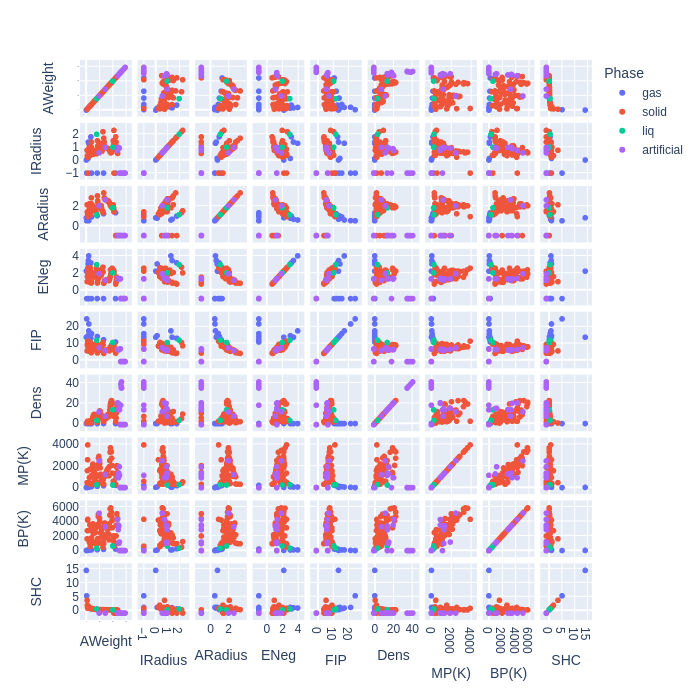 Phase
gas
solid
liq
artificial
AWeight
IRadius
2
1
0
−1
ARadius
2
0
ENeg
4
2
0
FIP
20
10
0
Dens
40
20
0
MP(K)
4000
2000
0
BP(K)
6000
4000
2000
0
SHC
15
10
5
0
−1 0 1 2
0 2
0 2 4
0 10 20
0 20 40
0 2000 4000
0 2000 4000 6000
0 5 10 15
AWeight
IRadius
ARadius
ENeg
FIP
Dens
MP(K)
BP(K)
SHC